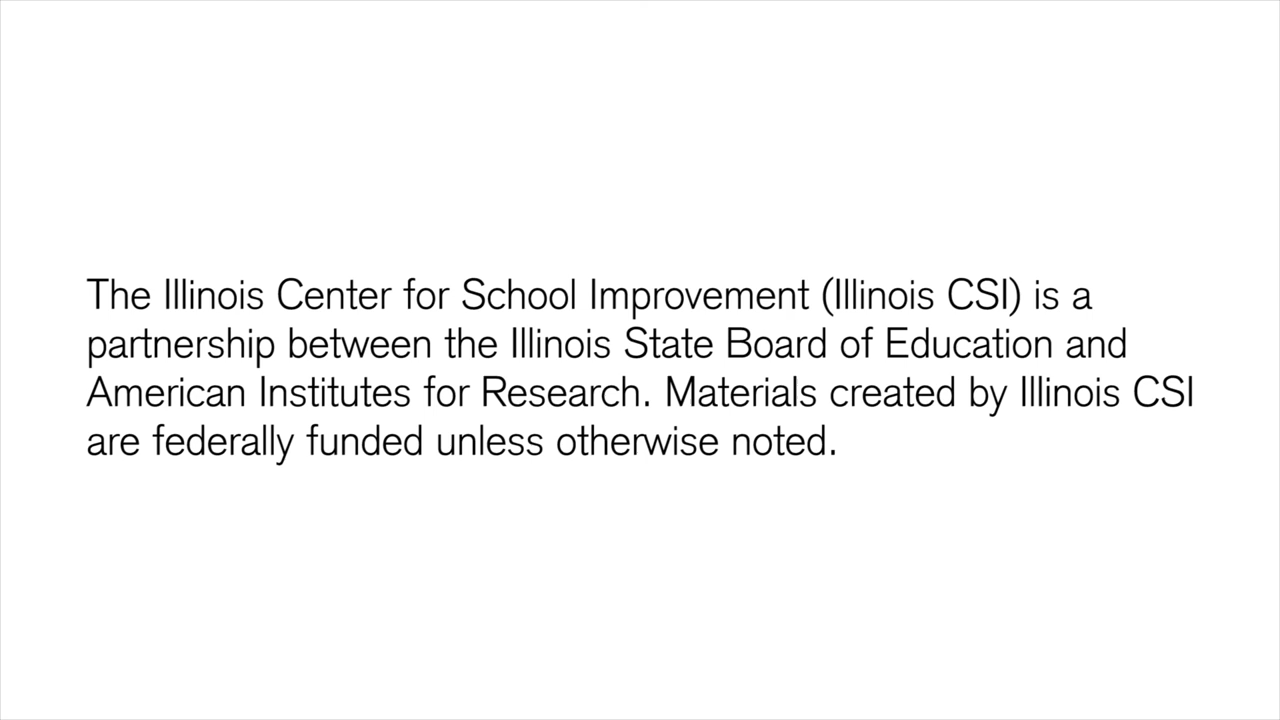 The Illinois Center for School Improvement (Illinois CSI) is a
partnership between the Illinois State Board of Education and
American Institutes for Research. Materials created by Illinois CSI
are federally funded unless otherwise noted.